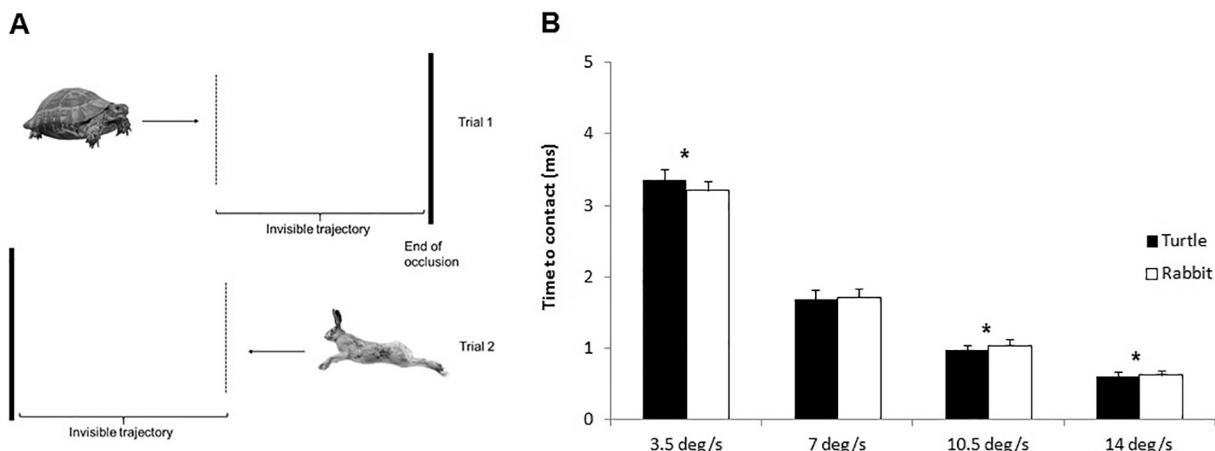 A
Trial 1
Invisible trajectory
End of
occlusion
Trial 2
Invisible trajectory
B
Time to contact (ms)
5
4
3
2
1
0
*
*
*
Turtle
Rabbit
3.5 deg/s 7 deg/s 10.5 deg/s 14 deg/s